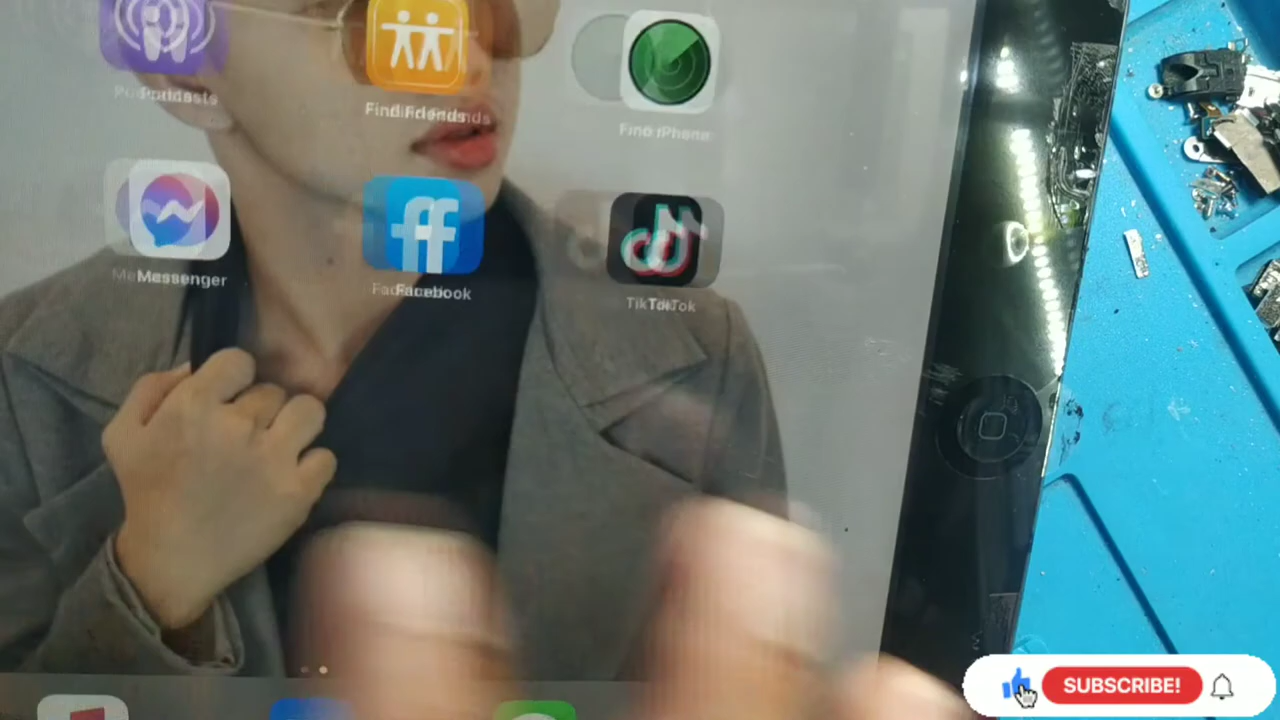 Podcasts
Find Friends
Find iPhone
Messenger
Facebook
TikTok
SUBSCRIBE!